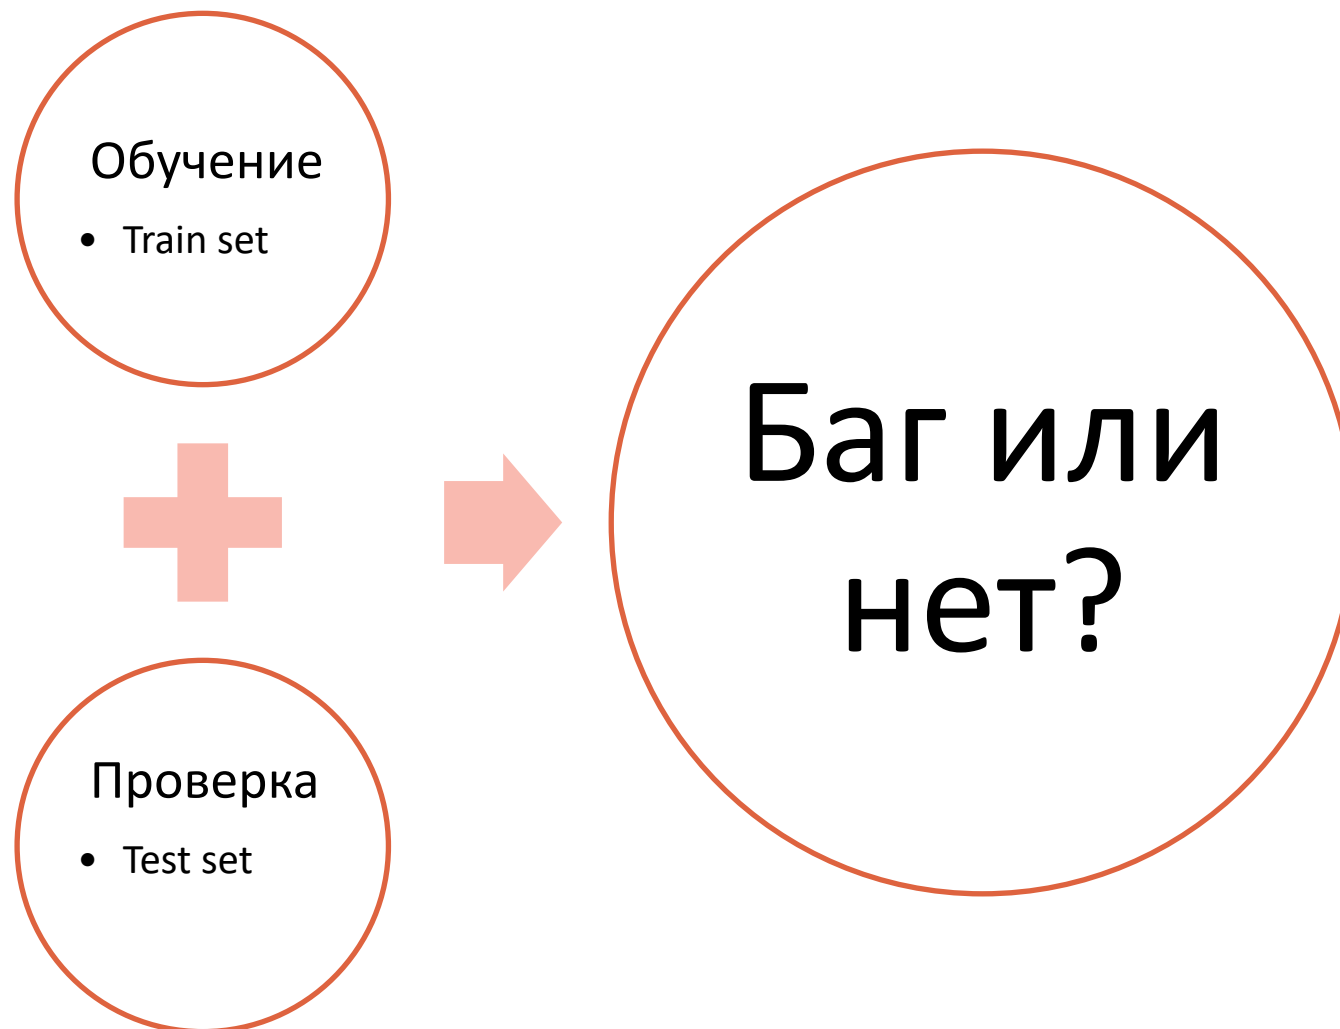 Обучение
• Train set
Проверка
• Test set
Баг или
нет?